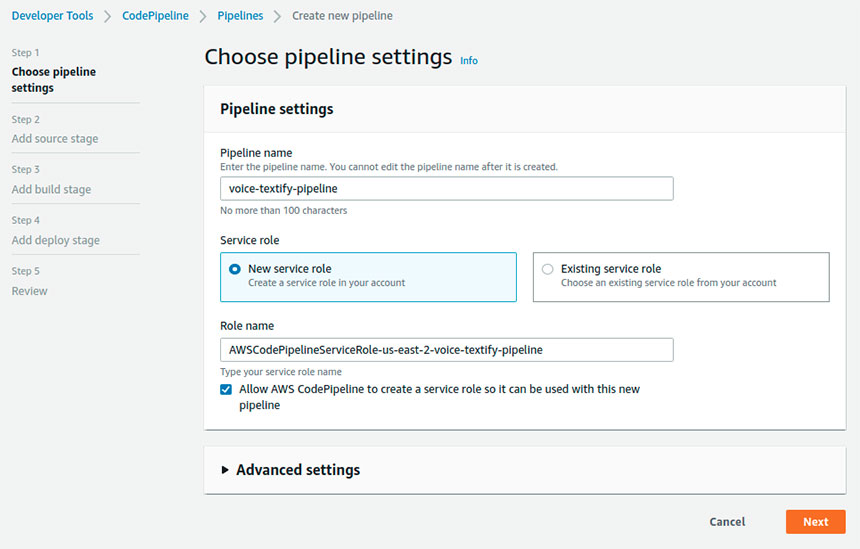 Developer Tools
CodePipeline
Pipelines
Create new pipeline
Step 1
Choose pipeline
settings
Step 2
Add source stage
Step 3
Add build stage
Step 4
Add deploy stage
Step 5
Review
Choose pipeline settings Info
Pipeline settings
Pipeline name
Enter the pipeline name. You cannot edit the pipeline name after it is created.
voice-textify-pipeline
No more than 100 characters
Service role
New service role
Create a service role in your account
Existing service role
Choose an existing service role from your account
Role name
AWSCodePipelineServiceRole-us-east-2-voice-textify-pipeline
Type your service role name
Allow AWS CodePipeline to create a service role so it can be used with this new
pipeline
Advanced settings
Cancel
Next